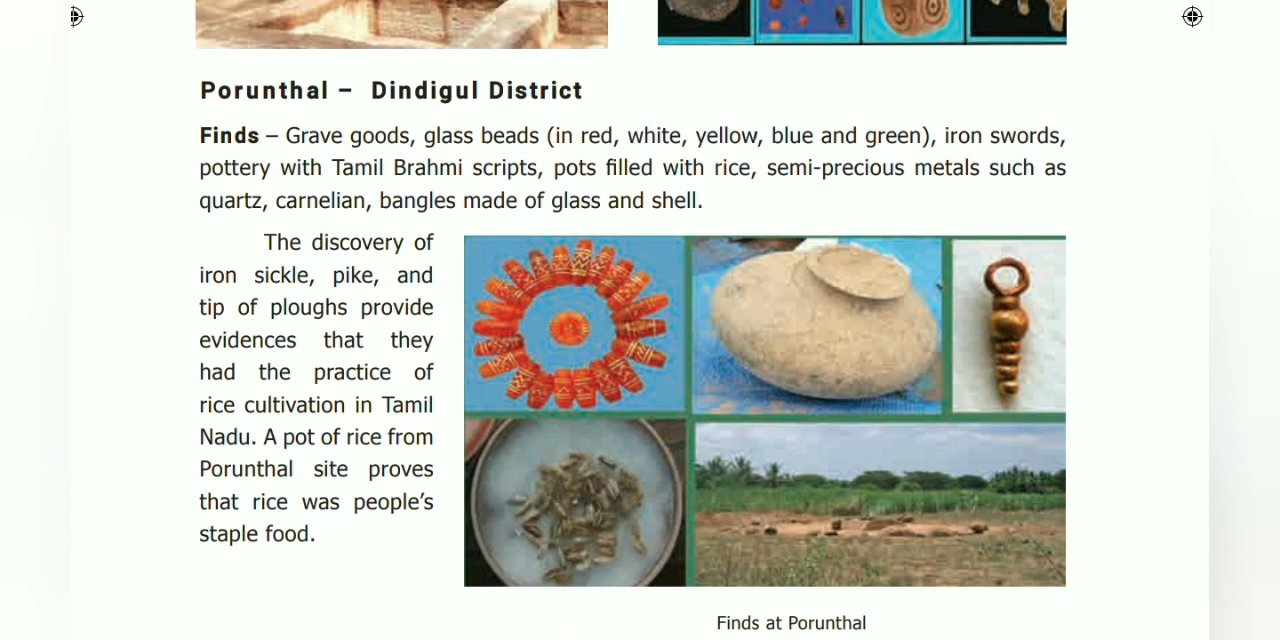 Porunthal – Dindigul District
Finds – Grave goods, glass beads (in red, white, yellow, blue and green), iron swords,
pottery with Tamil Brahmi scripts, pots filled with rice, semi-precious metals such as
quartz, carnelian, bangles made of glass and shell.
The discovery of
iron sickle, pike, and
tip of ploughs provide
evidences that they
had the practice of
rice cultivation in Tamil
Nadu. A pot of rice from
Porunthal site proves
that rice was people's
staple food.
Finds at Porunthal